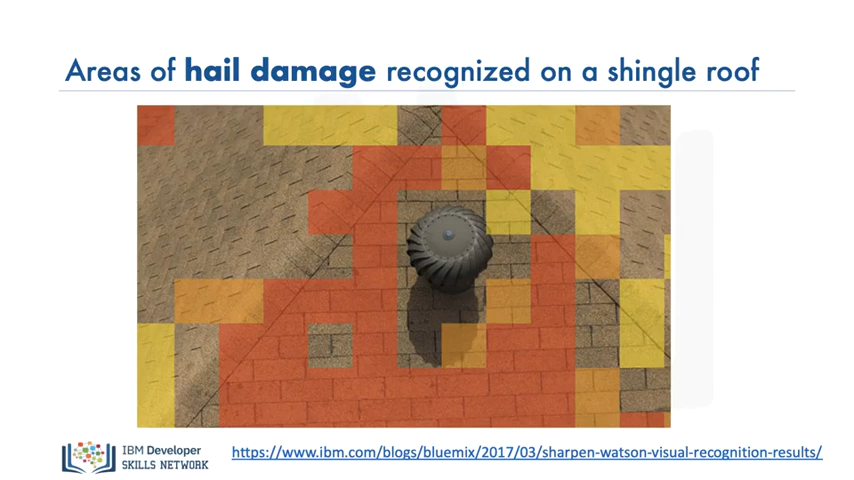 Areas of hail damage recognized on a shingle roof
IBM Developer
SKILLS NETWORK
https://www.ibm.com/blogs/bluemix/2017/03/sharpen-watson-visual-recognition-results/